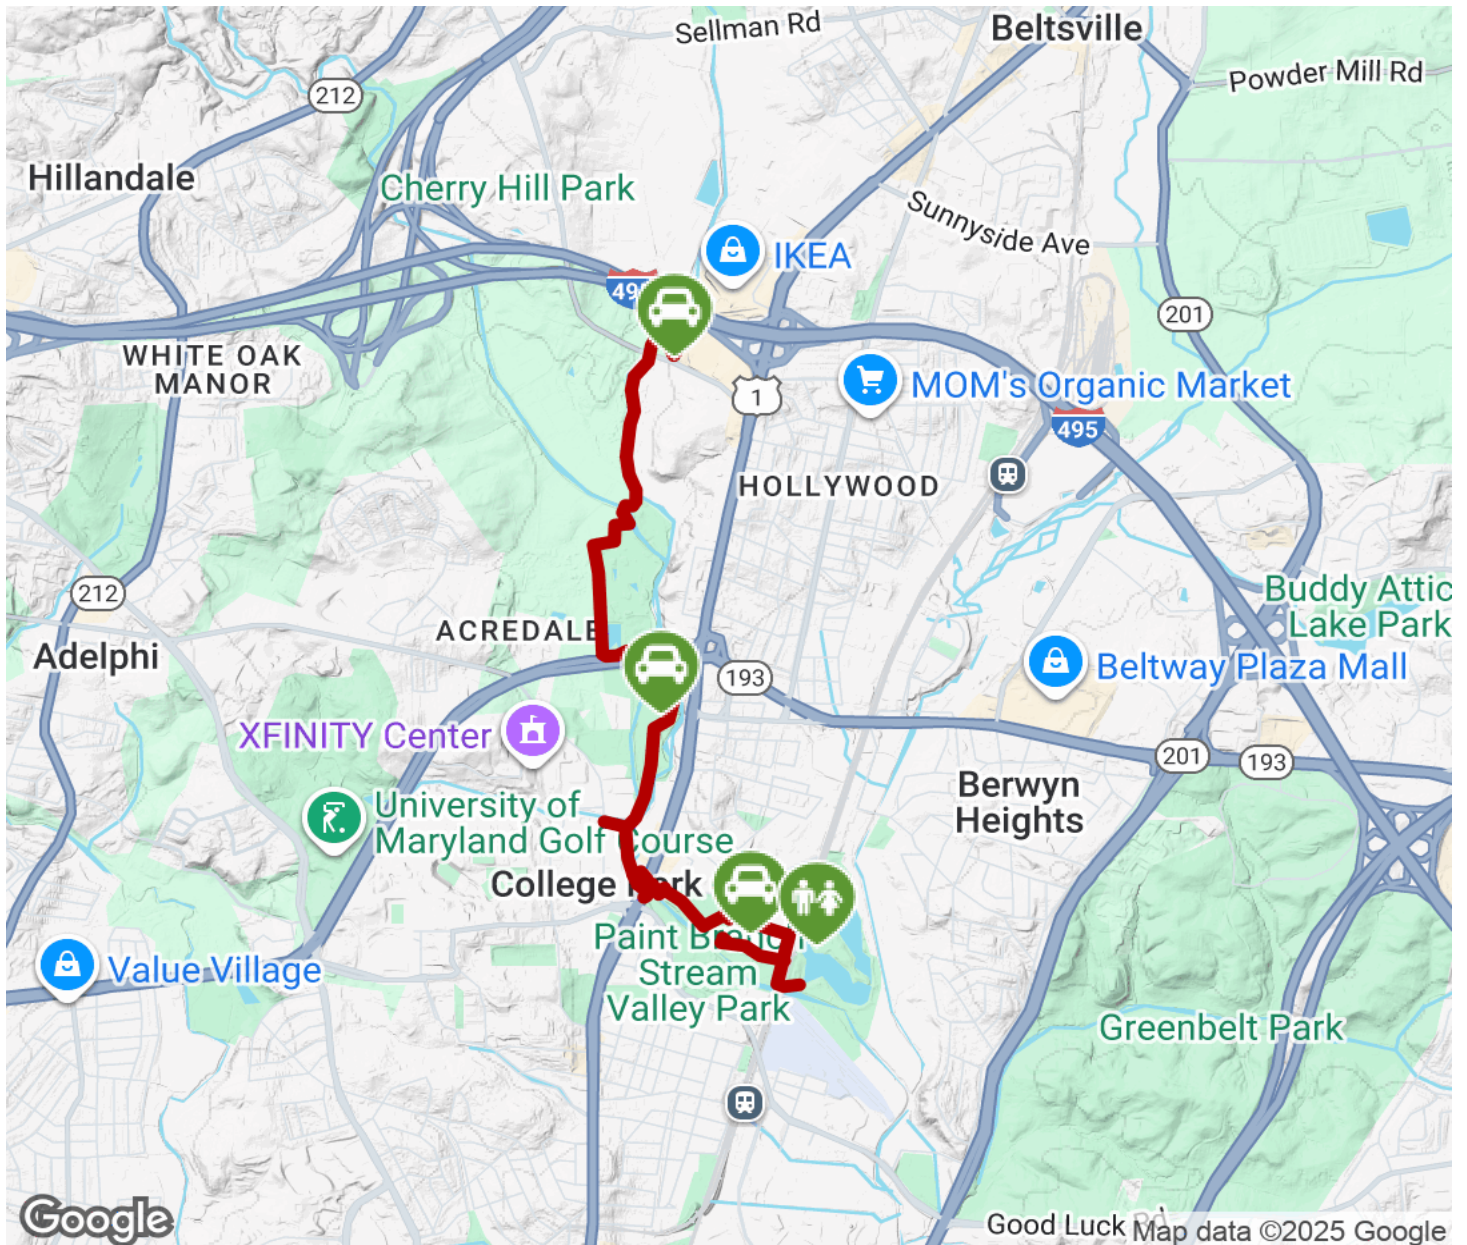 Sellman Rd
Beltsville
Powder Mill Rd
212
Hillandale
Cherry Hill Park
Sunnyside Ave
IKEA
495
201
WHITE OAK
MANOR
1
MOM's Organic Market
495
HOLLYWOOD
212
Buddy Attic
Lake Park
ACREDALE
Adelphi
193
Beltway Plaza Mall
XFINITY Center
201
193
Berwyn
Heights
University of
Maryland Golf Course
College Park
Paint Branch
Stream
Valley Park
Value Village
Greenbelt Park
Google
Good Luck Rd
Map data ©2025 Google